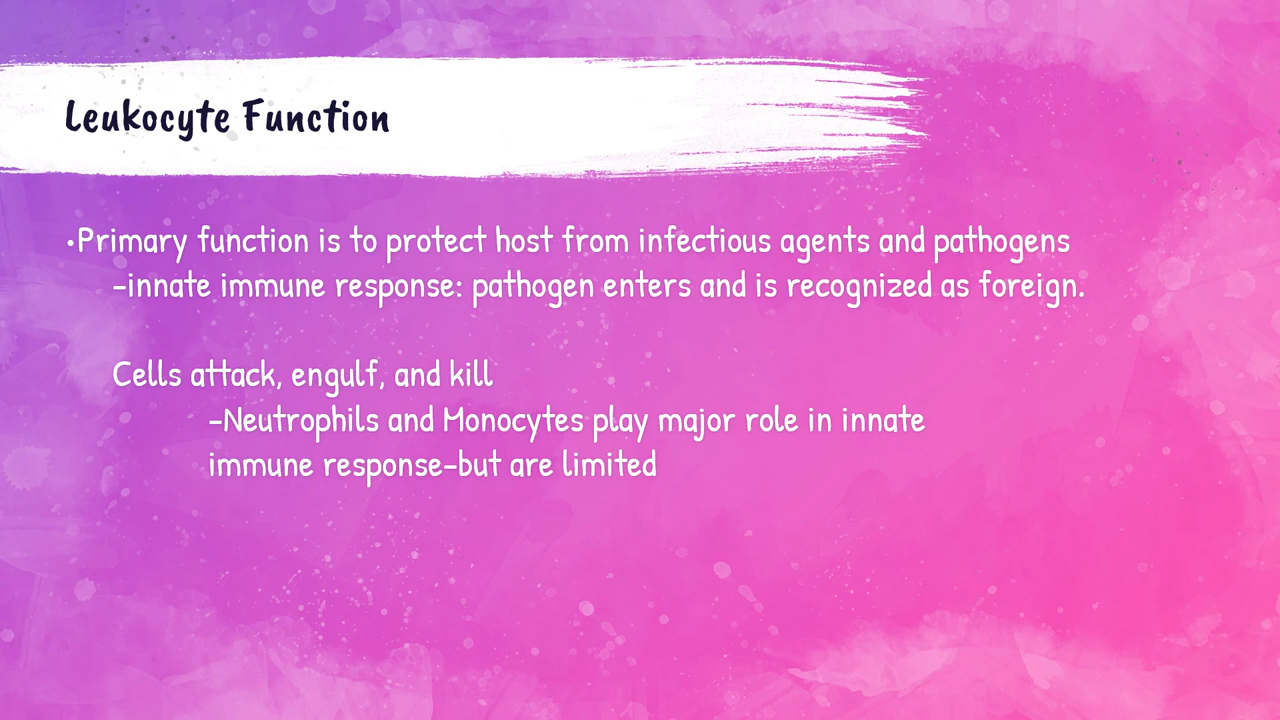 Leukocyte Function
•Primary function is to protect host from infectious agents and pathogens
–innate immune response: pathogen enters and is recognized as foreign.
Cells attack, engulf, and kill
–Neutrophils and Monocytes play major role in innate
immune response–but are limited